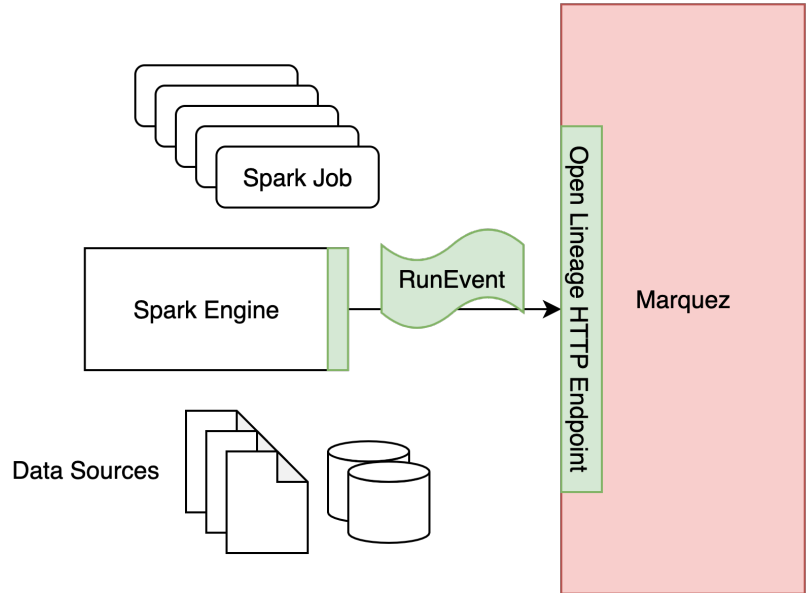 Spark Job
Spark Engine
RunEvent
Open Lineage HTTP Endpoint
Marquez
Data Sources